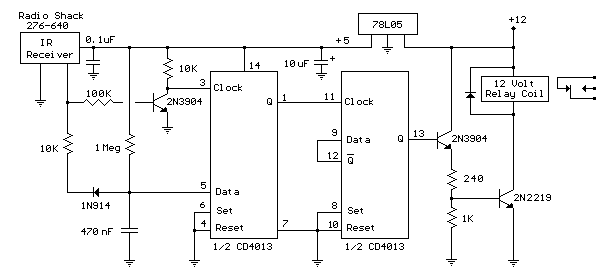 Radio Shack
276-640
IR
Receiver
0.1uF
+5
78L05
+12
10K
14
10uF
+
3
Clock
Q
1
11
Clock
100K
2N3904
12 Volt
Relay Coil
9
Data
Q
13
2N3904
12
Q̅
10K
1Meg
1N914
5
Data
6
Set
4
Reset
7
8
Set
10
Reset
240
2N2219
1K
470nF
1/2 CD4013
1/2 CD4013